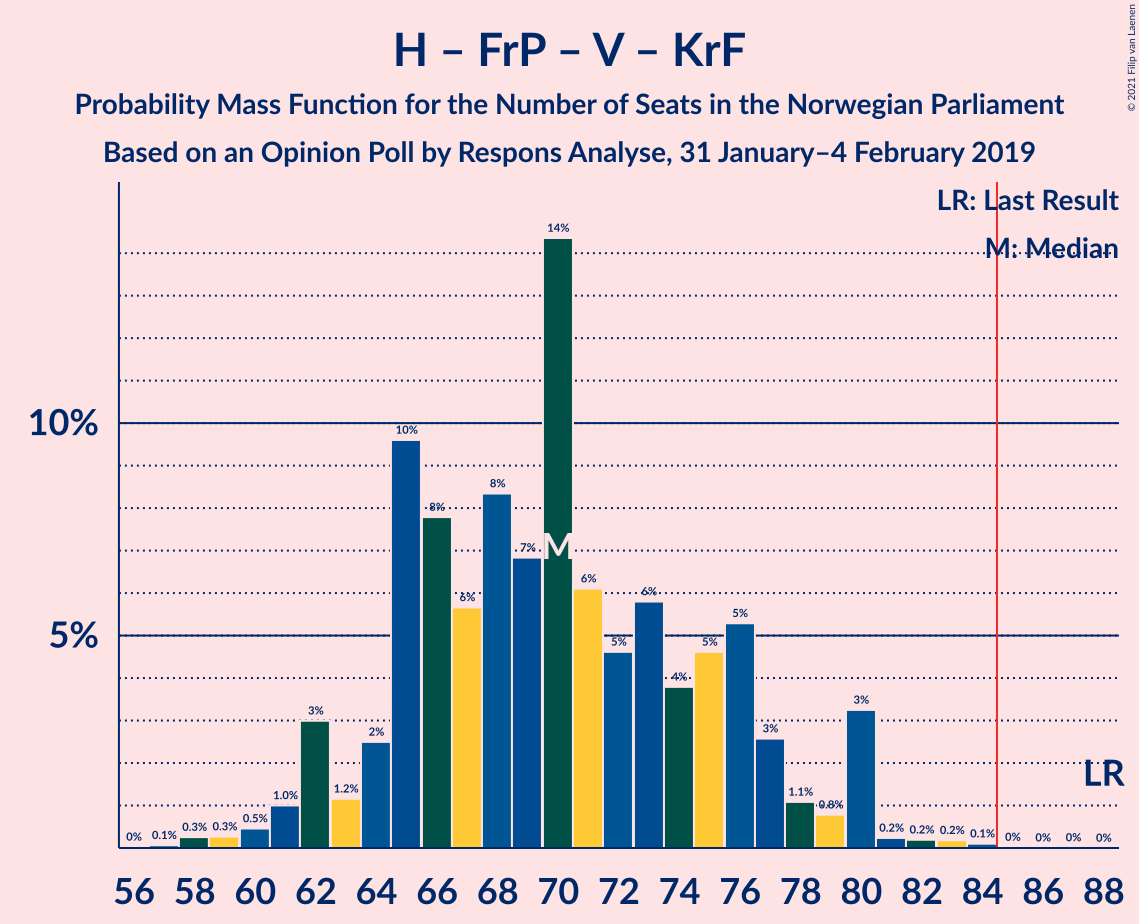 H – FrP – V – KrF
Probability Mass Function for the Number of Seats in the Norwegian Parliament
Based on an Opinion Poll by Respons Analyse, 31 January–4 February 2019
© 2021 Filip van Laenen
LR: Last Result
M: Median
10%
5%
0% 0.1% 0.3% 0.3% 0.5% 1.0% 3% 1.2% 2% 10% 8% 6% 8% 7% 14% 6% 5% 6% 4% 5% 5% 3% 1.1% 0.8% 3% 0.2% 0.2% 0.2% 0.1% 0% 0% 0% 0%
M
LR
56 58 60 62 64 66 68 70 72 74 76 78 80 82 84 86 88